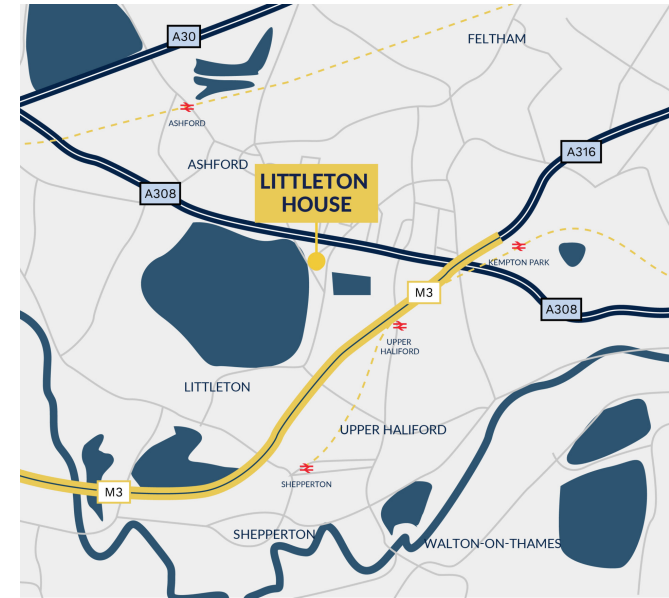 A30
FELTHAM
ASHFORD
A316
ASHFORD
A308
LITTLETON
HOUSE
KEMPTON PARK
M3
A308
UPPER
HALIFORD
LITTLETON
UPPER HALIFORD
SHEPPERTON
M3
SHEPPERTON
WALTON-ON-THAMES